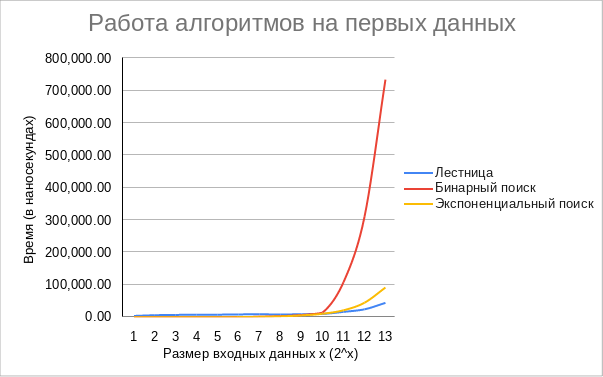 Работа алгоритмов на первых данных
800,000.00
700,000.00
600,000.00
500,000.00
400,000.00
300,000.00
200,000.00
100,000.00
0.00
Время (в наносекундах)
1 2 3 4 5 6 7 8 9 10 11 12 13
Размер входных данных x (2^x)
Лестница
Бинарный поиск
Экспоненциальный поиск